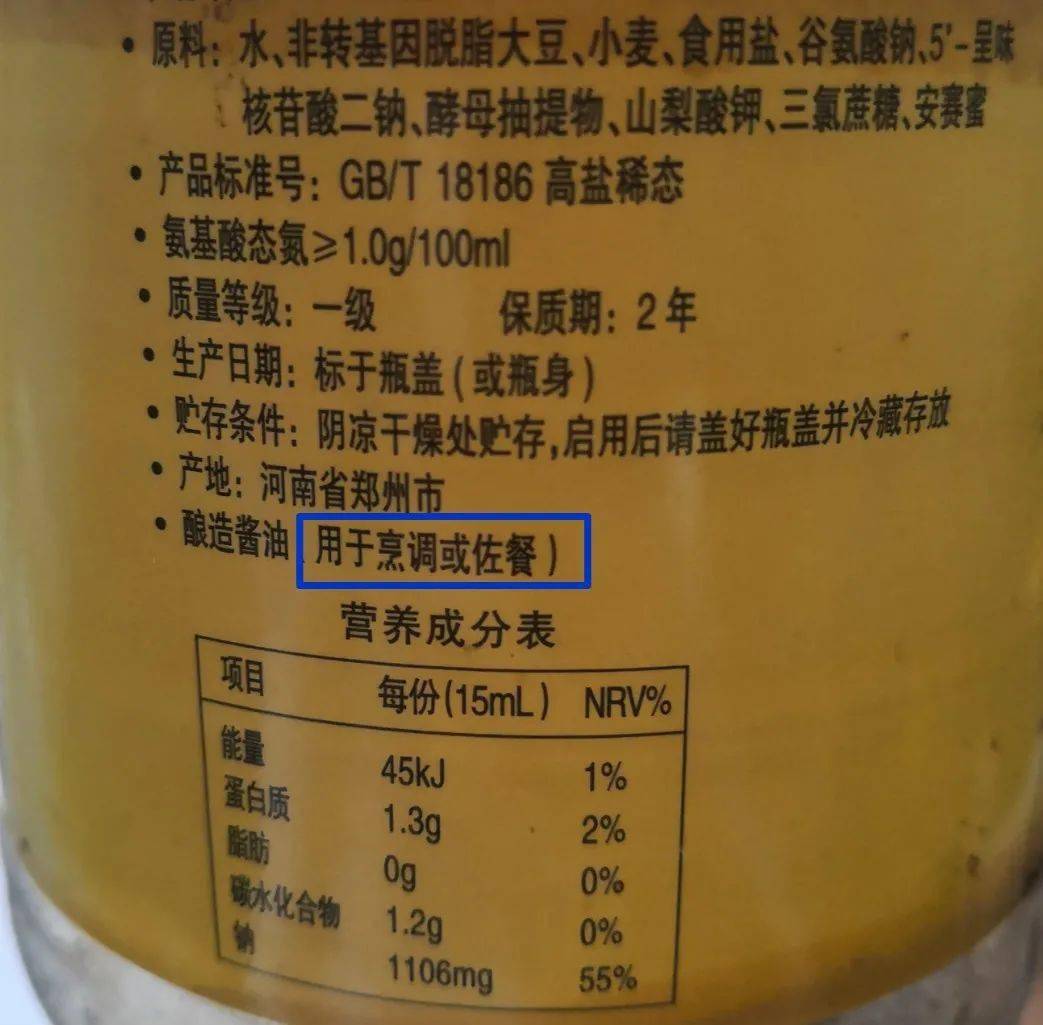 • 原料：水、非转基因脱脂大豆、小麦、食用盐、谷氨酸钠、5'-呈味
核苷酸二钠、酵母抽提物、山梨酸钾、三氯蔗糖、安赛蜜
• 产品标准号：GB/T 18186 高盐稀态
• 氨基酸态氮≥1.0g/100ml
• 质量等级：一级 保质期：2年
• 生产日期：标于瓶盖(或瓶身)
• 贮存条件：阴凉干燥处贮存,启用后请盖好瓶盖并冷藏存放
• 产地：河南省郑州市
• 酿造酱油 用于烹调或佐餐)
营养成分表
项目 每份(15mL) NRV%
能量 45kJ 1%
蛋白质 1.3g 2%
脂肪 0g 0%
碳水化合物 1.2g 0%
钠 1106mg 55%